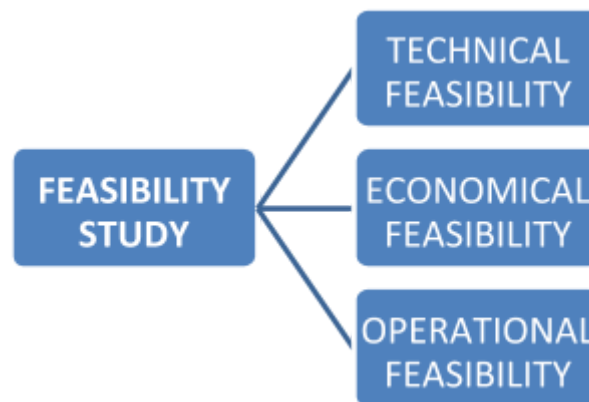 TECHNICAL
FEASIBILITY
FEASIBILITY
STUDY
ECONOMICAL
FEASIBILITY
OPERATIONAL
FEASIBILITY